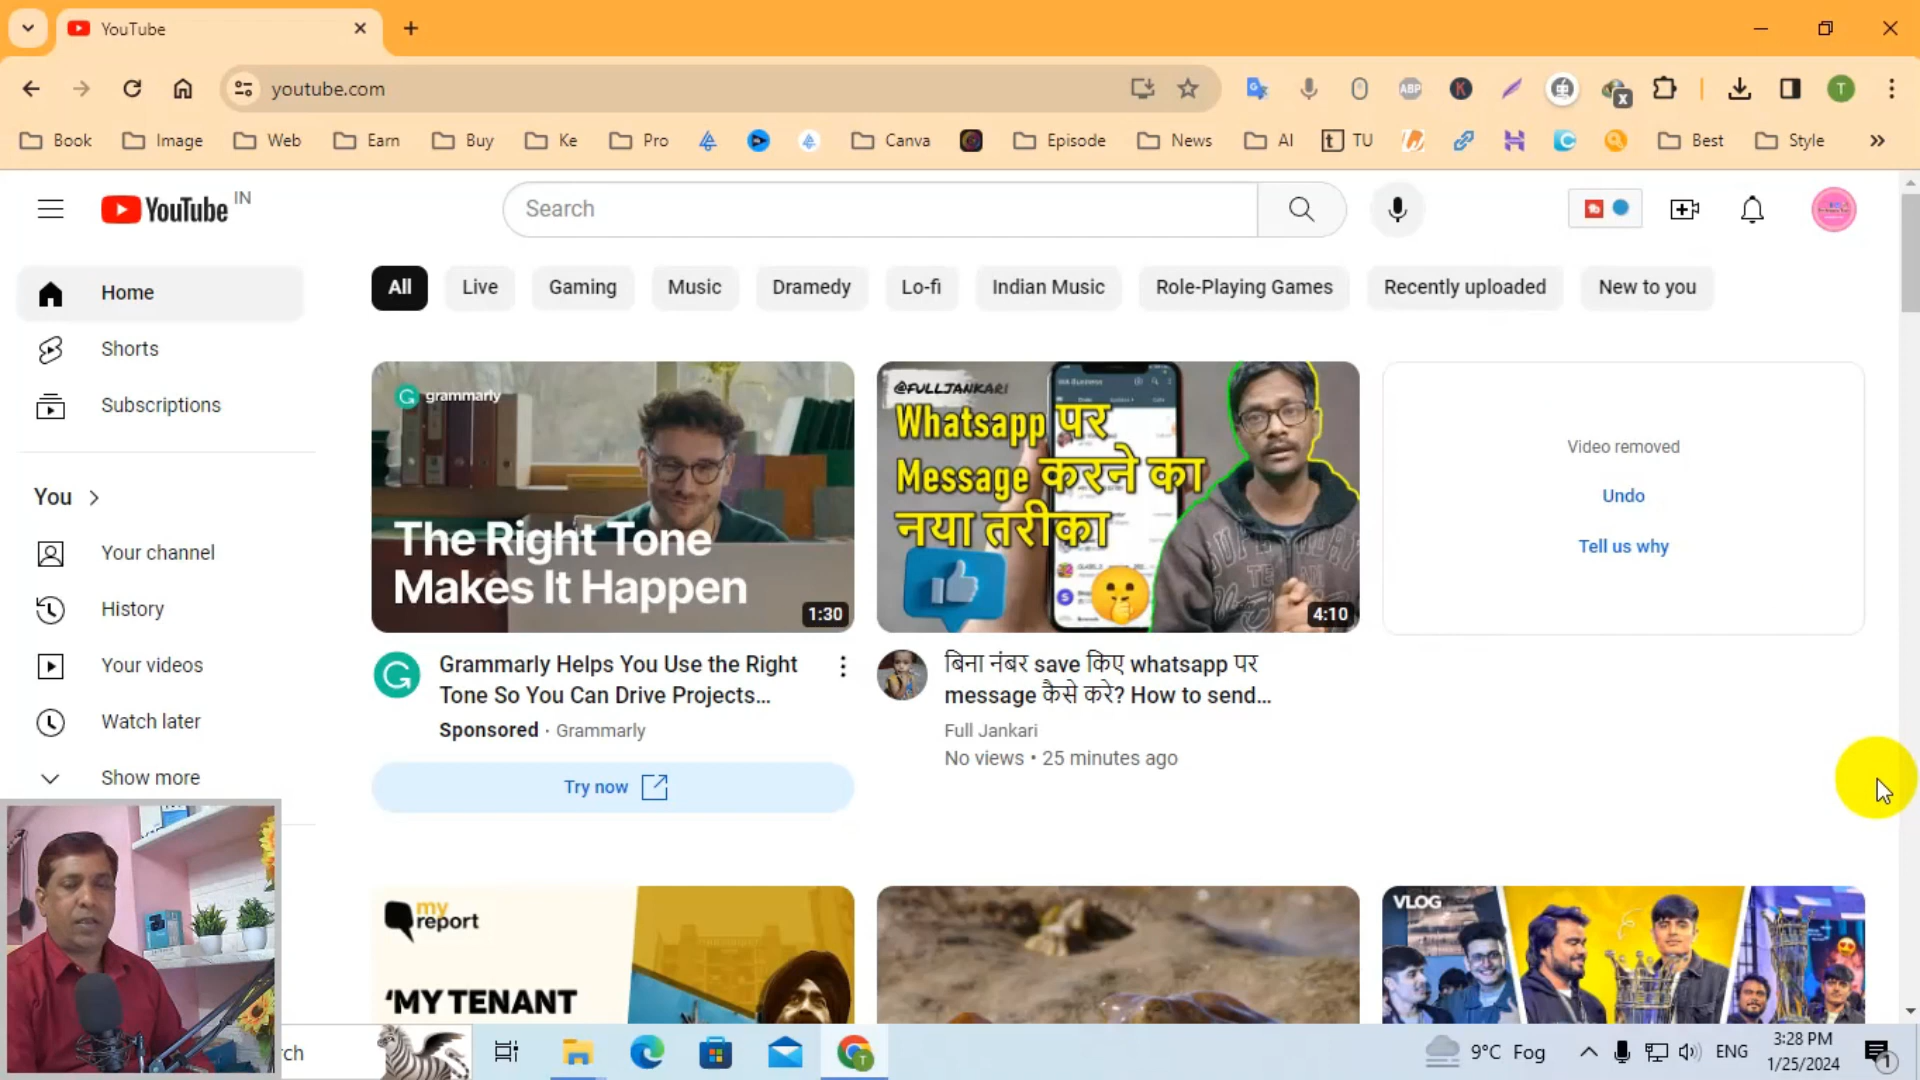 YouTube
youtube.com
ABP
K
T
Book
Image
Web
Earn
Buy
Ke
Pro
Canva
Episode
News
AI
TU
Best
Style
YouTube IN
Search
Home
Shorts
Subscriptions
You
Your channel
History
Your videos
Watch later
Show more
All
Live
Gaming
Music
Dramedy
Lo-fi
Indian Music
Role-Playing Games
Recently uploaded
New to you
grammarly
The Right Tone
Makes It Happen
1:30
Grammarly Helps You Use the Right
Tone So You Can Drive Projects...
Sponsored · Grammarly
Try now
@FULLJANKARI
Whatsapp पर
Message करने का
नया तरीका
4:10
बिना नंबर save किए whatsapp पर
message कैसे करे? How to send...
Full Jankari
No views • 25 minutes ago
Video removed
Undo
Tell us why
my
report
‘MY TENANT
VLOG
rch
9°C Fog
ENG
3:28 PM
1/25/2024
1